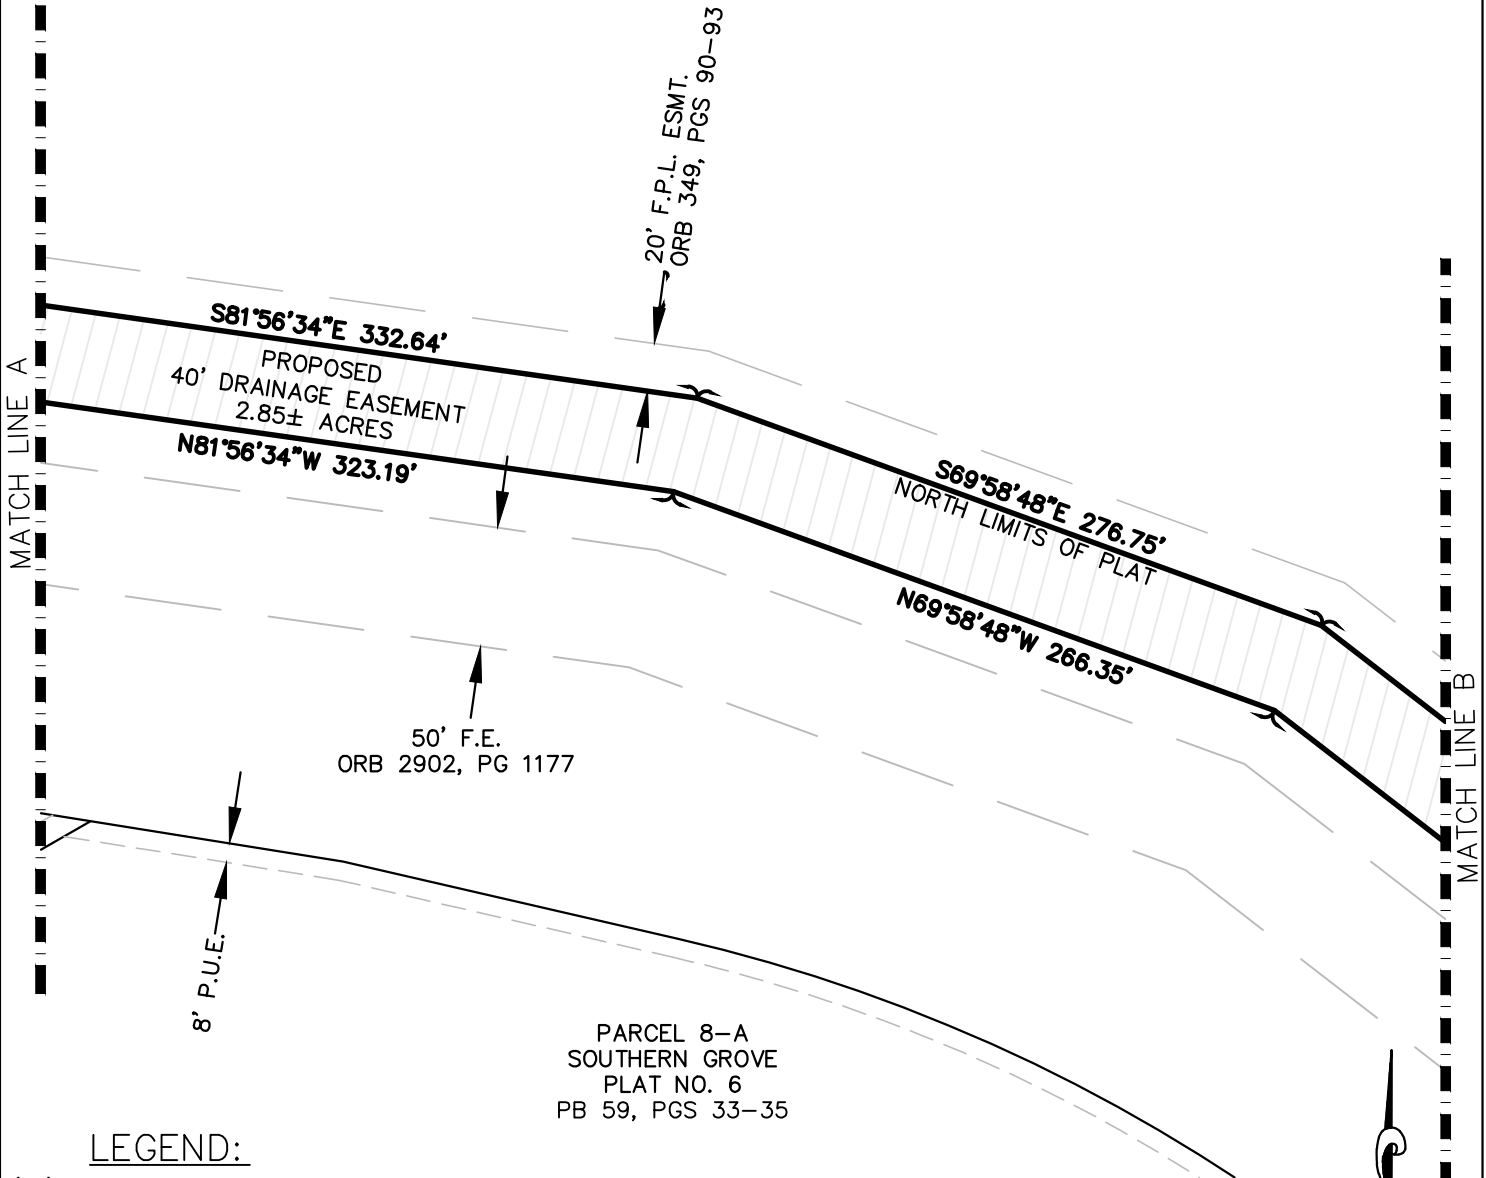 20' F.P.L. ESMT.
ORB 349, PGS 90-93
MATCH LINE A
S81°56'34"E 332.64'
PROPOSED
40' DRAINAGE EASEMENT
2.85± ACRES
N81°56'34"W 323.19'
S69°58'48"E 276.75'
NORTH LIMITS OF PLAT
N69°58'48"W 266.35'
MATCH LINE B
50' F.E.
ORB 2902, PG 1177
8' P.U.E.
PARCEL 8-A
SOUTHERN GROVE
PLAT NO. 6
PB 59, PGS 33-35
LEGEND: